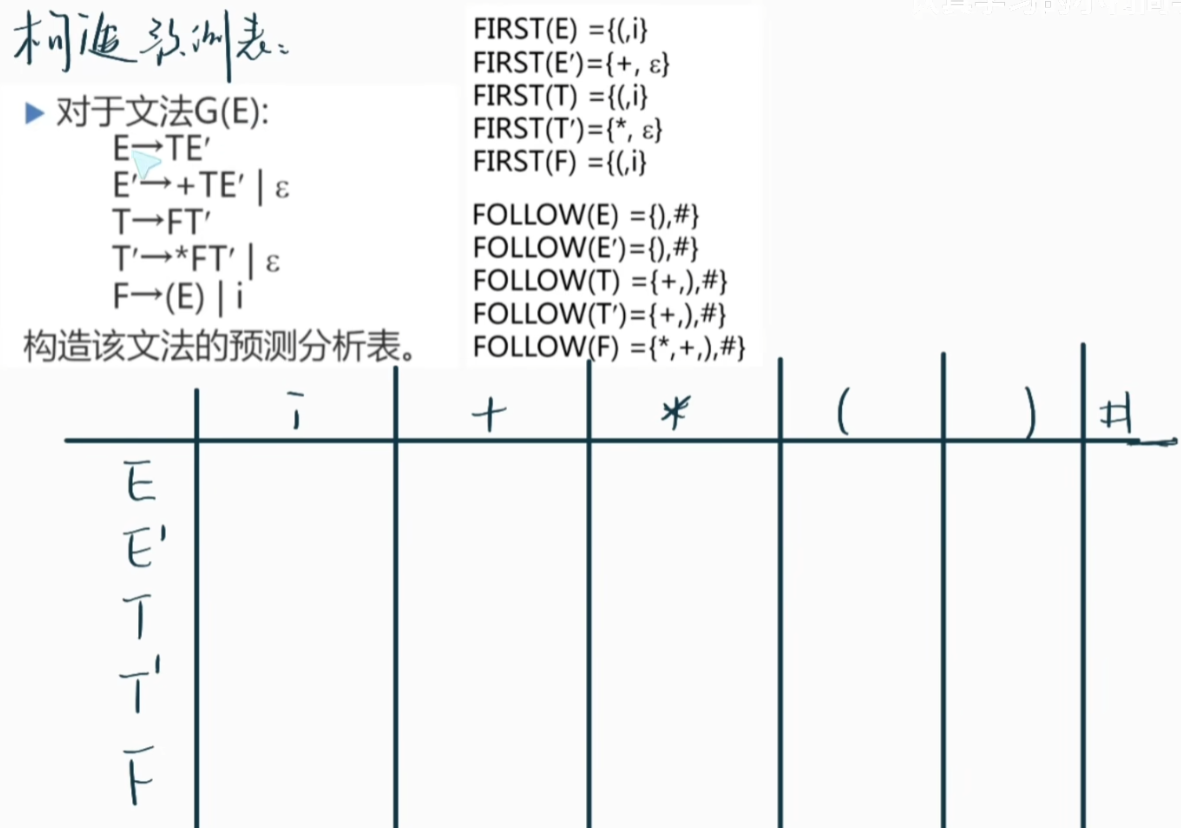 构造预测表:
▶ 对于文法G(E):
E→TE′
E′→+TE′ | ε
T→FT′
T′→*FT′ | ε
F→(E) | i
构造该文法的预测分析表。
FIRST(E) ={(,i}
FIRST(E′)={+, ε}
FIRST(T) ={(,i}
FIRST(T′)={*, ε}
FIRST(F) ={(,i}
FOLLOW(E) ={),#}
FOLLOW(E′)={),#}
FOLLOW(T) ={+,),#}
FOLLOW(T′)={+,),#}
FOLLOW(F) ={*,+,),#}
i + * ( ) #
E
E'
T
T'
F